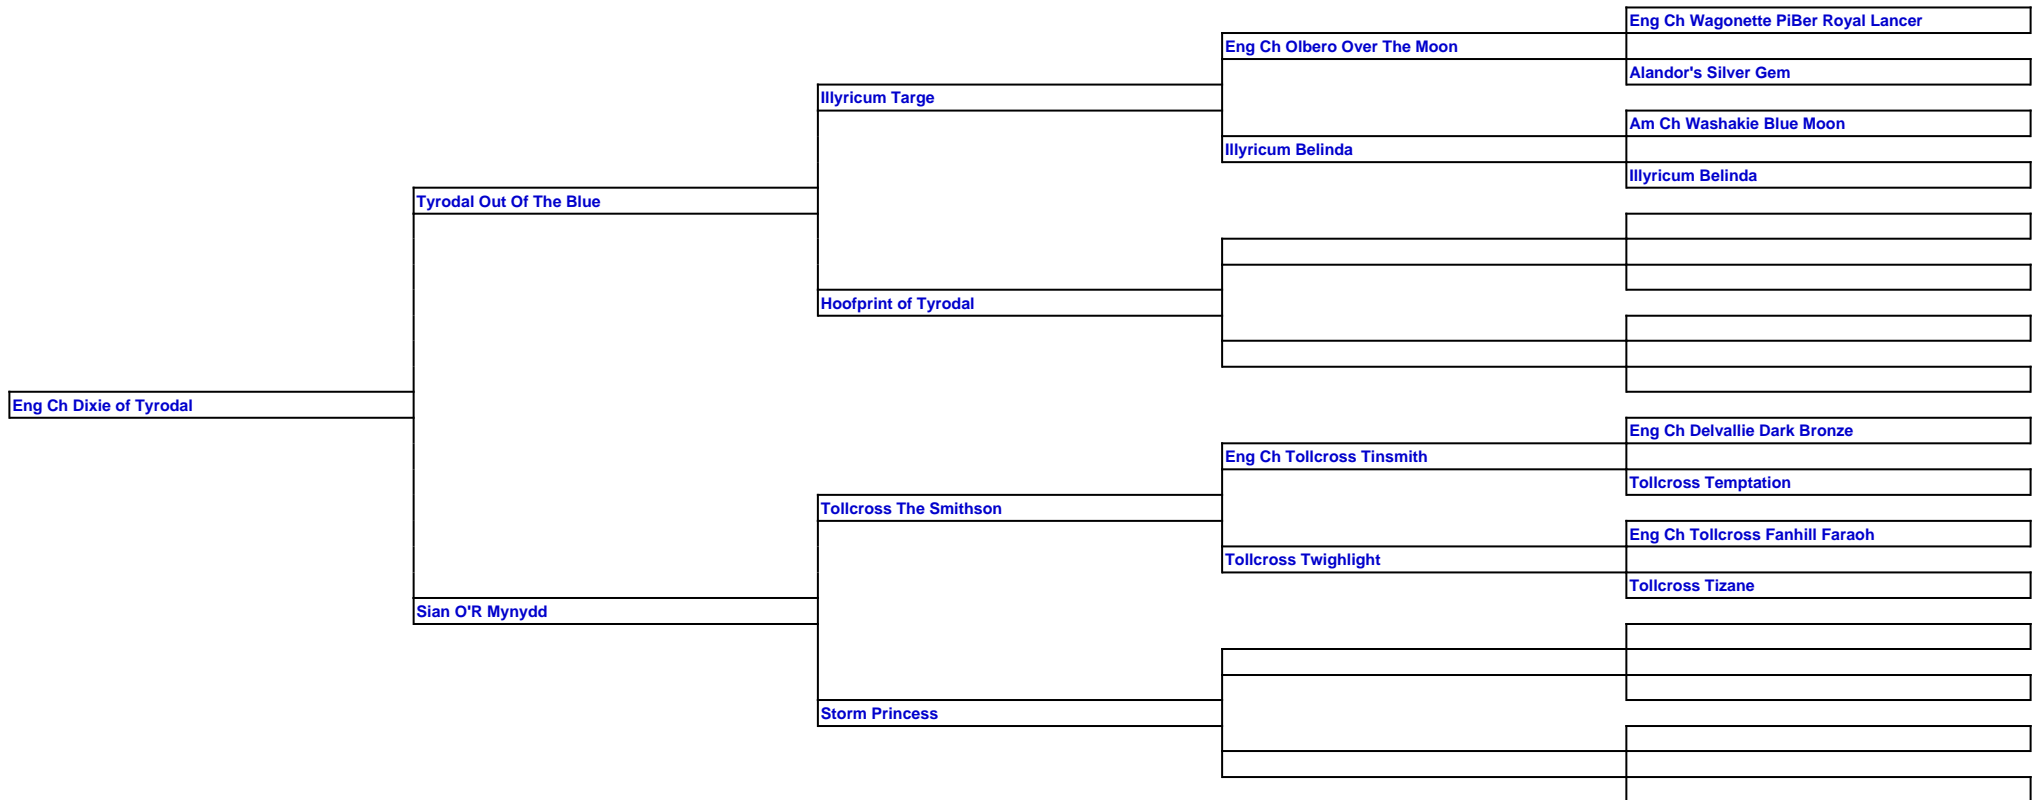 Eng Ch Wagonette PiBer Royal Lancer
Eng Ch Olbero Over The Moon
Alandor's Silver Gem
Illyricum Targe
Am Ch Washakie Blue Moon
Illyricum Belinda
Illyricum Belinda
Tyrodal Out Of The Blue
Hoofprint of Tyrodal
Eng Ch Dixie of Tyrodal
Eng Ch Delvallie Dark Bronze
Eng Ch Tollcross Tinsmith
Tollcross Temptation
Tollcross The Smithson
Eng Ch Tollcross Fanhill Faraoh
Tollcross Twighlight
Tollcross Tizane
Sian O'R Mynydd
Storm Princess